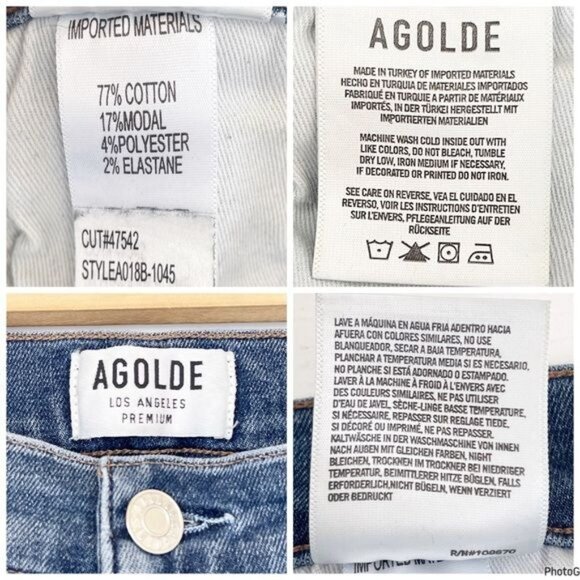 IMPORTED MATERIALS
77% COTTON
17%MODAL
4%POLYESTER
2% ELASTANE
CUT#47542
STYLEA018B-1045
AGOLDE
MADE IN TURKEY OF IMPORTED MATERIALS
HECHO EN TURQUIA DE MATERIALES IMPORTADOS
FABRIQUÉ EN TURQUIE A PARTIR DE MATÉRIAUX
IMPORTÉS, IN DER TÜRKEI HERGESTELLT MIT
IMPORTIERTEN MATERIALIEN
MACHINE WASH COLD INSIDE OUT WITH
LIKE COLORS, DO NOT BLEACH, TUMBLE
DRY LOW, IRON MEDIUM IF NECESSARY,
IF DECORATED OR PRINTED DO NOT IRON.
SEE CARE ON REVERSE, VEA EL CUIDADO EN EL
REVERSO, VOIR LES INSTRUCTIONS D'ENTRETIEN
SUR L'ENVERS, PFLEGEANLEITUNG AUF DER
RÜCKSEITE
AGOLDE
LOS ANGELES
PREMIUM
LAVE A MÁQUINA EN AGUA FRIA ADENTRO HACIA
AFUERA CON COLORES SIMILARES, NO USE
BLANQUEADOR, SECAR A BAJA TEMPERATURA,
PLANCHAR A TEMPERATURA MEDIA SI ES NECESARIO,
NO PLANCHE SI ESTÁ ADORNADO O ESTAMPADO.
LAVER À LA MACHINE À FROID À L'ENVERS AVEC
DES COULEURS SIMILAIRES, NE PAS UTILISER
D'EAU DE JAVEL, SÈCHE-LINGE BASSE TEMPÉRATURE,
SI NÉCESSAIRE, REPASSER SUR RÉGLAGE TIÈDE,
SI DÉCORÉ OU IMPRIMÉ, NE PAS REPASSER,
KALTWÄSCHE IN DER WASCHMASCHINE VON INNEN
NACH AUßEN MIT GLEICHEN FARBEN, NIGHT
BLEICHEN, TROCKNEN IM TROCKNER BEI NIEDRIGER
TEMPERATUR, BEIMITTLERER HITZE BÜGLEN, FALLS
ERFORDERLICH,NICHT BÜGELN, WENN VERZIERT
ODER BEDRUCKT
R/N#109670
IMPORTED
PhotoG